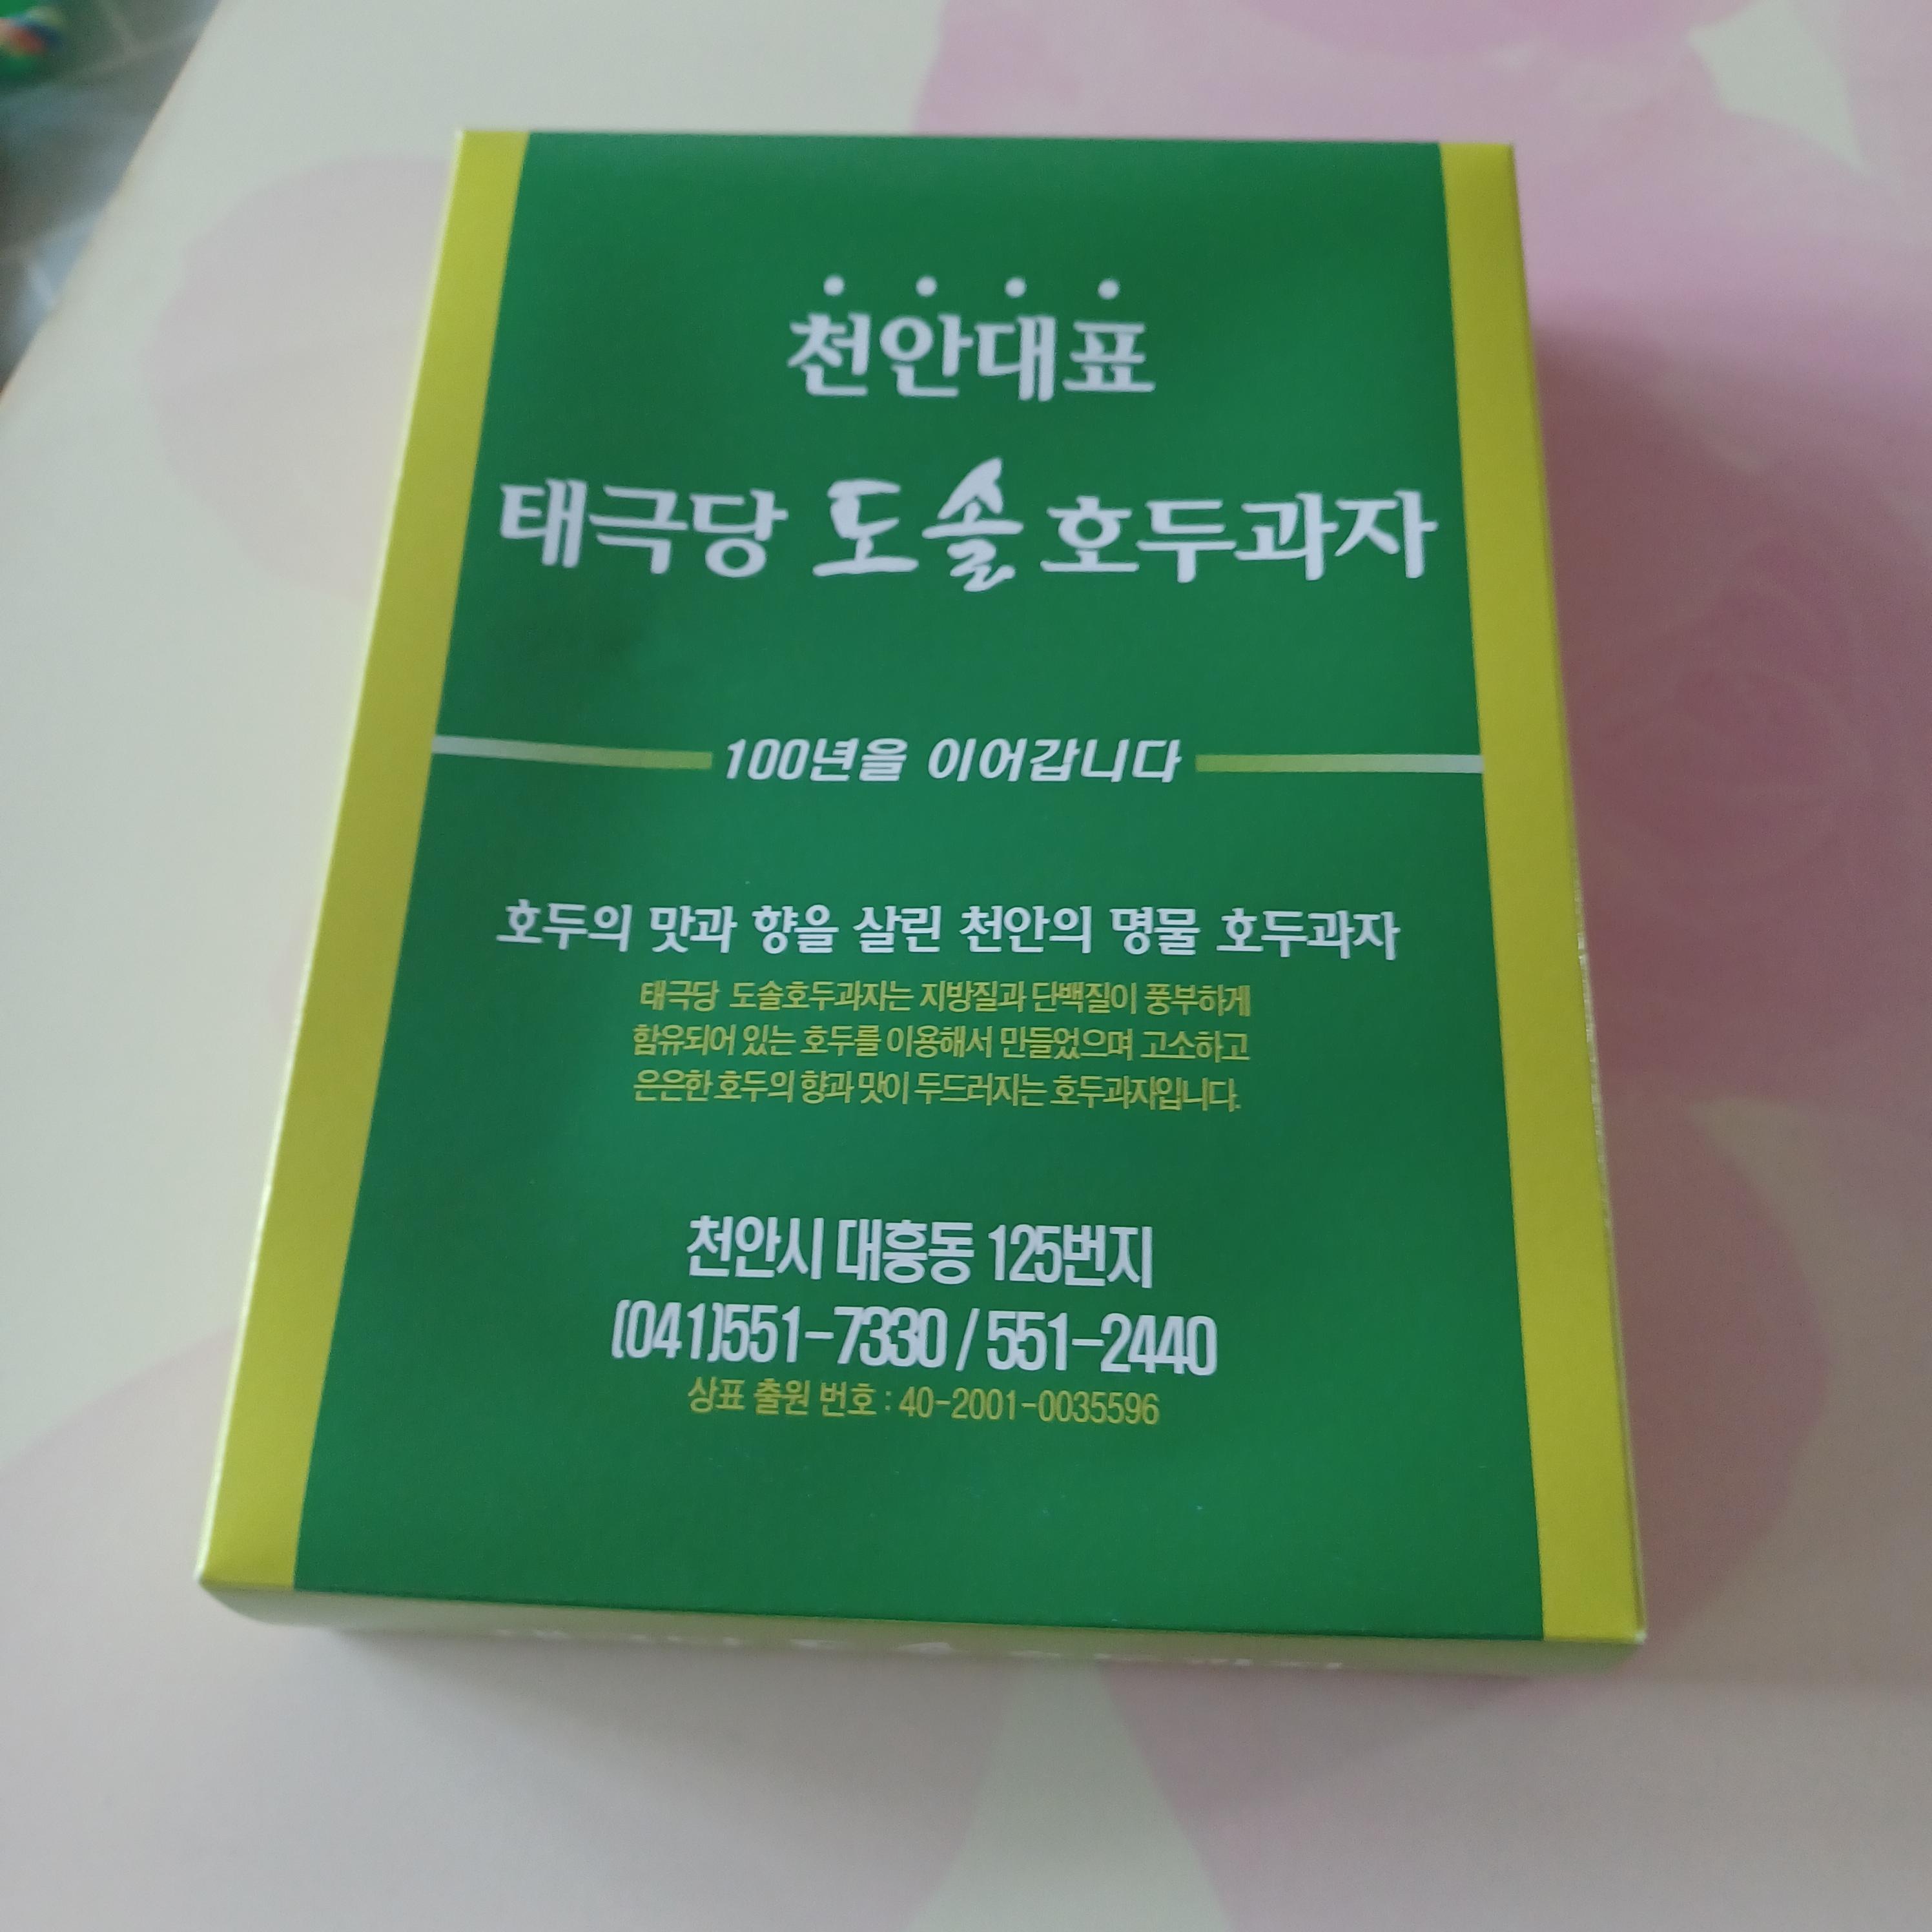 천안대표
태극당 도솔 호두과자
100년을 이어갑니다
호두의 맛과 향을 살린 천안의 명물 호두과자
태극당 도솔호두과자는 지방질과 단백질이 풍부하게
함유되어 있는 호두를 이용해서 만들었으며 고소하고
은은한 호두의 향과 맛이 두드러지는 호두과자입니다.
천안시 대흥동 125번지
(041)551-7330 / 551-2440
상표 출원 번호 : 40-2001-0035596